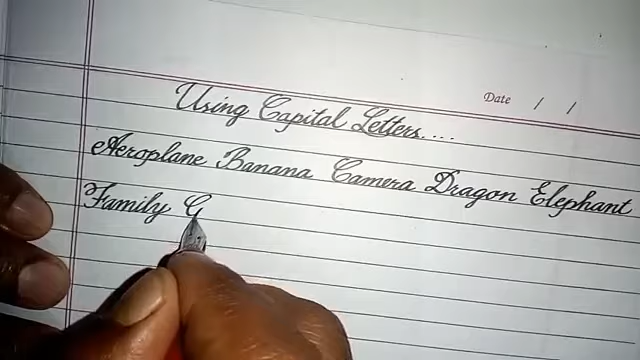 Date / /
Using Capital Letters....
Aeroplane Banana Camera Dragon Elephant
Family G